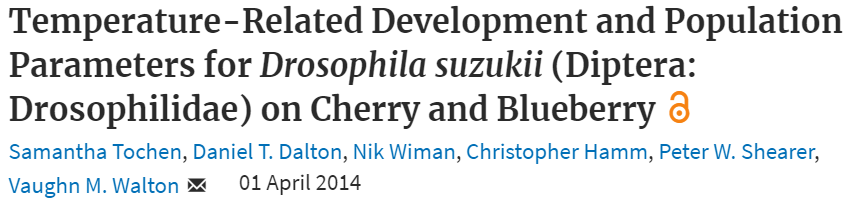 Temperature-Related Development and Population
Parameters for Drosophila suzukii (Diptera:
Drosophilidae) on Cherry and Blueberry
Samantha Tochen, Daniel T. Dalton, Nik Wiman, Christopher Hamm, Peter W. Shearer,
Vaughn M. Walton 01 April 2014